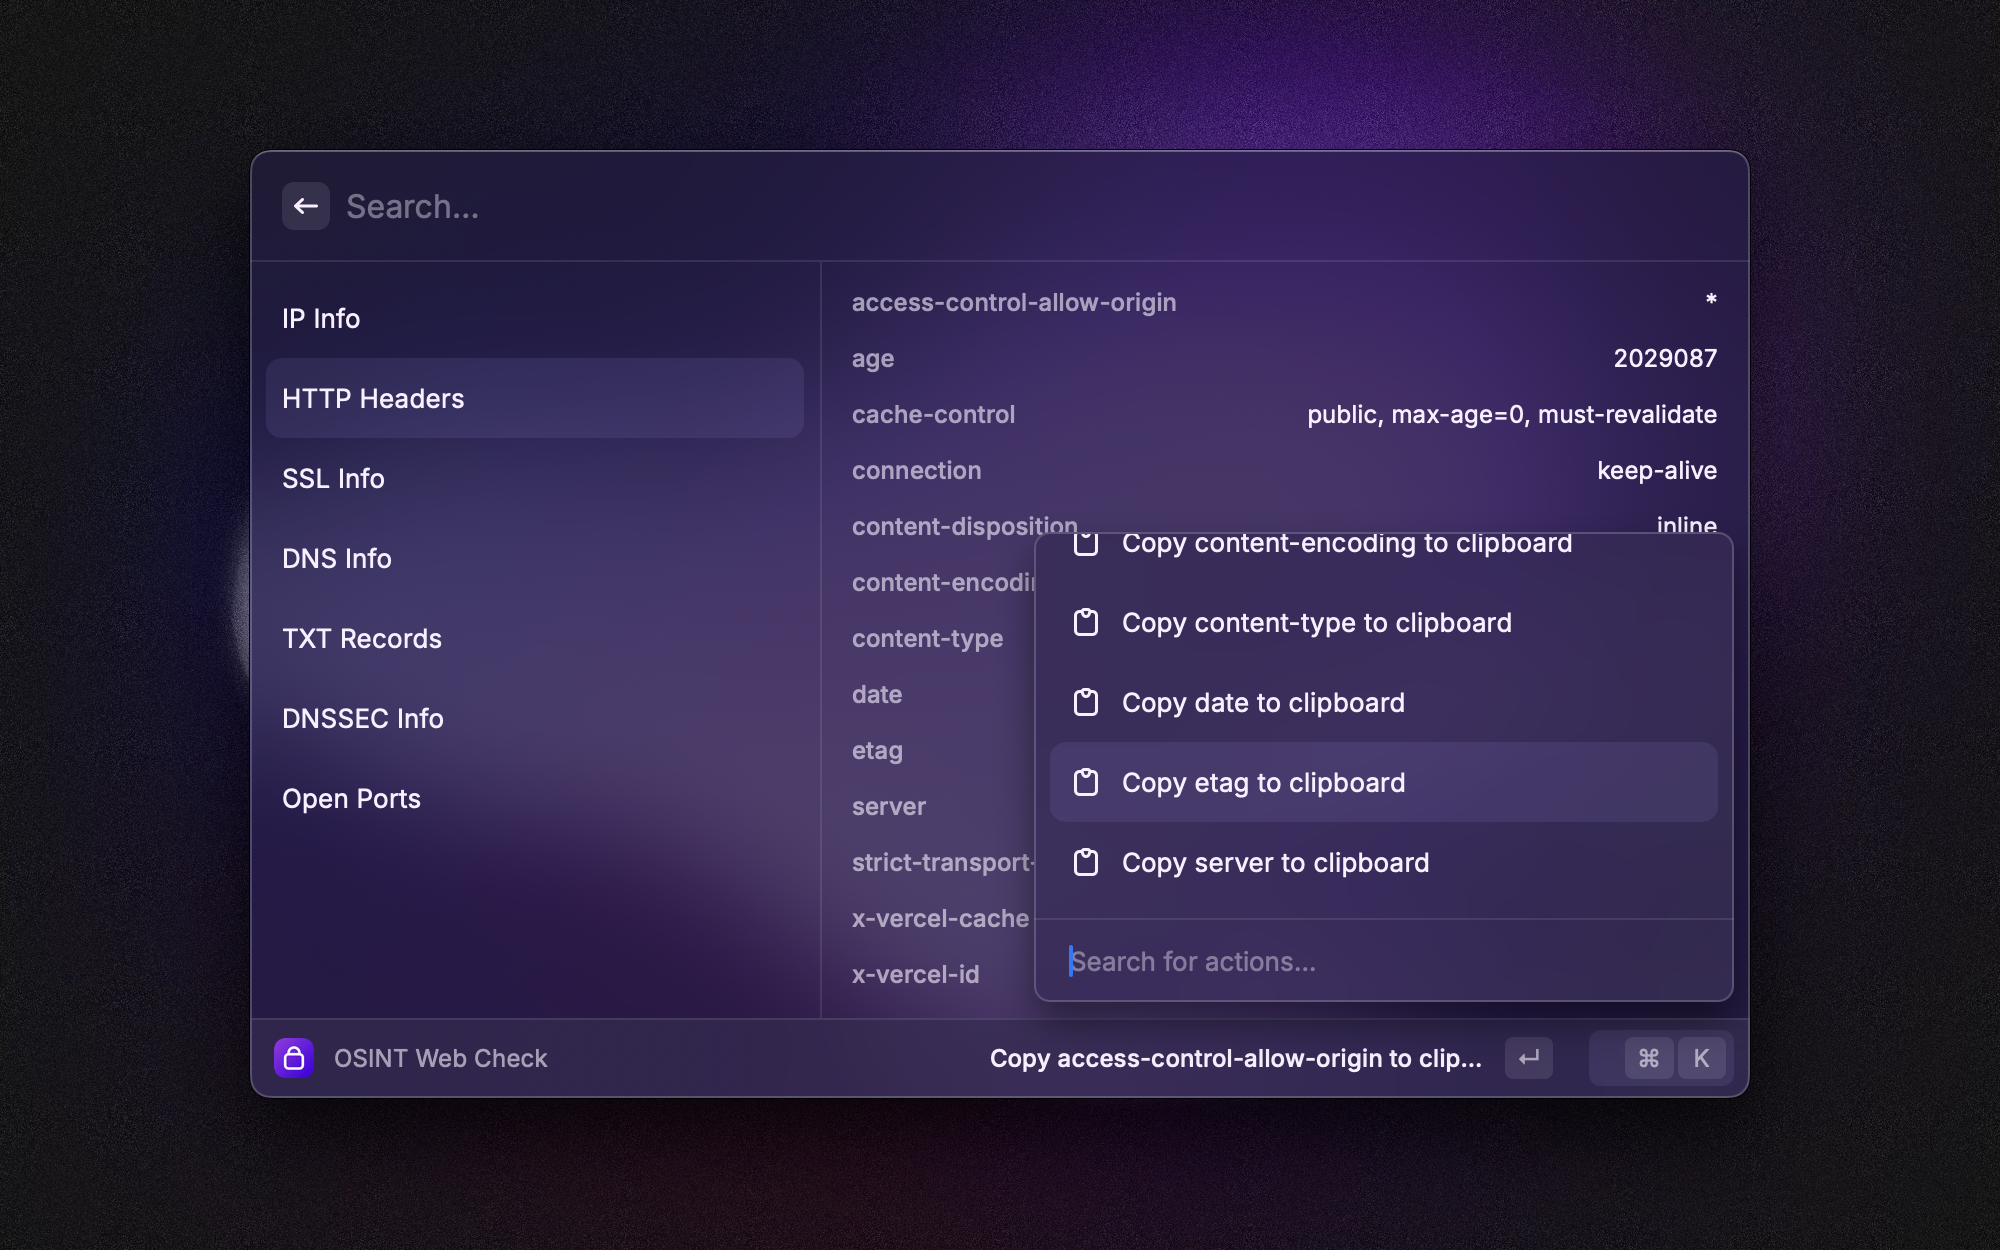 Search...
IP Info
HTTP Headers
SSL Info
DNS Info
TXT Records
DNSSEC Info
Open Ports
access-control-allow-origin *
age 2029087
cache-control public, max-age=0, must-revalidate
connection keep-alive
content-disposition inline
content-encodin
content-type
date
etag
server
strict-transport-
x-vercel-cache
x-vercel-id
Copy content-encoding to clipboard
Copy content-type to clipboard
Copy date to clipboard
Copy etag to clipboard
Copy server to clipboard
Search for actions...
OSINT Web Check
Copy access-control-allow-origin to clip... ↵ ⌘ K